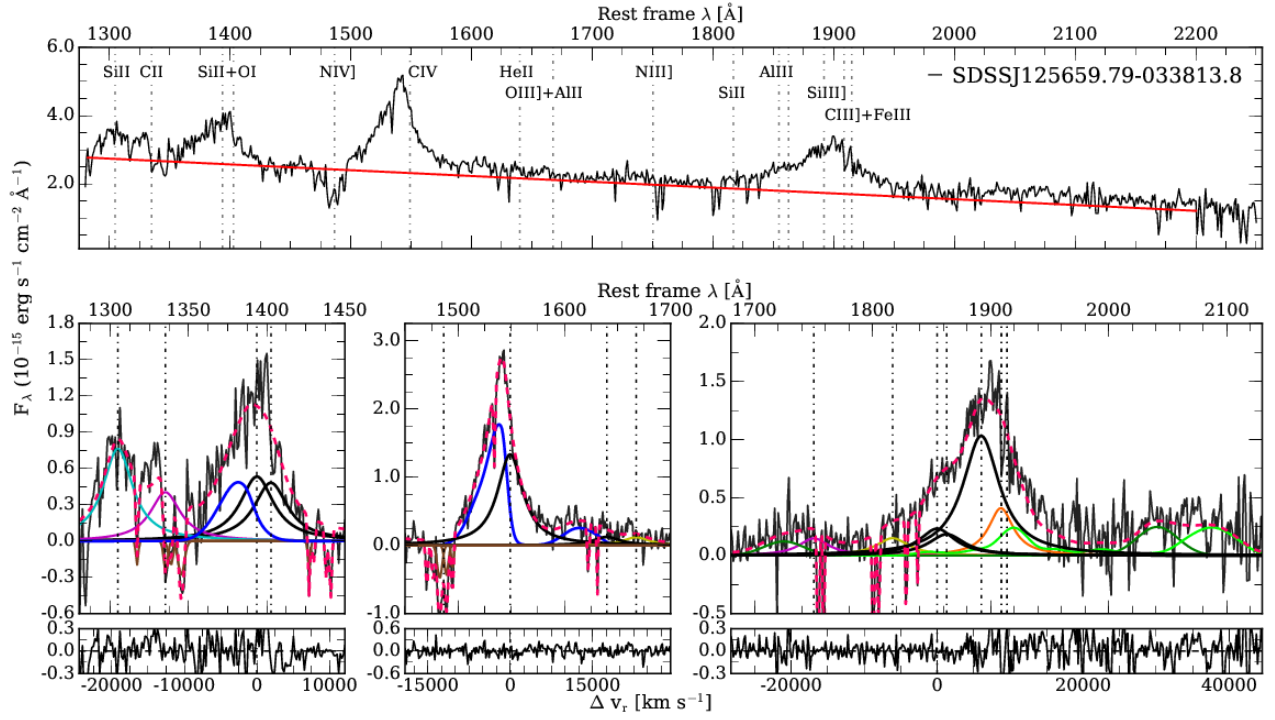 Rest frame λ [Å]
1300 1400 1500 1600 1700 1800 1900 2000 2100 2200
6.0
SiII CII SiII+OI NIV] CIV HeII NIII] AlIII
— SDSSJ125659.79-033813.8
OIII]+AlII SiII SiIII]
CIII]+FeIII
4.0
2.0
F_λ (10⁻¹⁵ erg s⁻¹ cm⁻² Å⁻¹)
Rest frame λ [Å]
1300 1350 1400 1450
1500 1600 1700
1700 1800 1900 2000 2100
1.8
1.5
1.2
0.9
0.6
0.3
0.0
-0.3
-0.6
3.0
2.0
1.0
0.0
-1.0
2.0
1.5
1.0
0.5
0.0
-0.5
0.3
0.0
-0.3
0.6
0.0
-0.6
0.3
0.0
-0.3
-20000 -10000 0 10000
-15000 0 15000
-20000 0 20000 40000
Δ v_r [km s⁻¹]